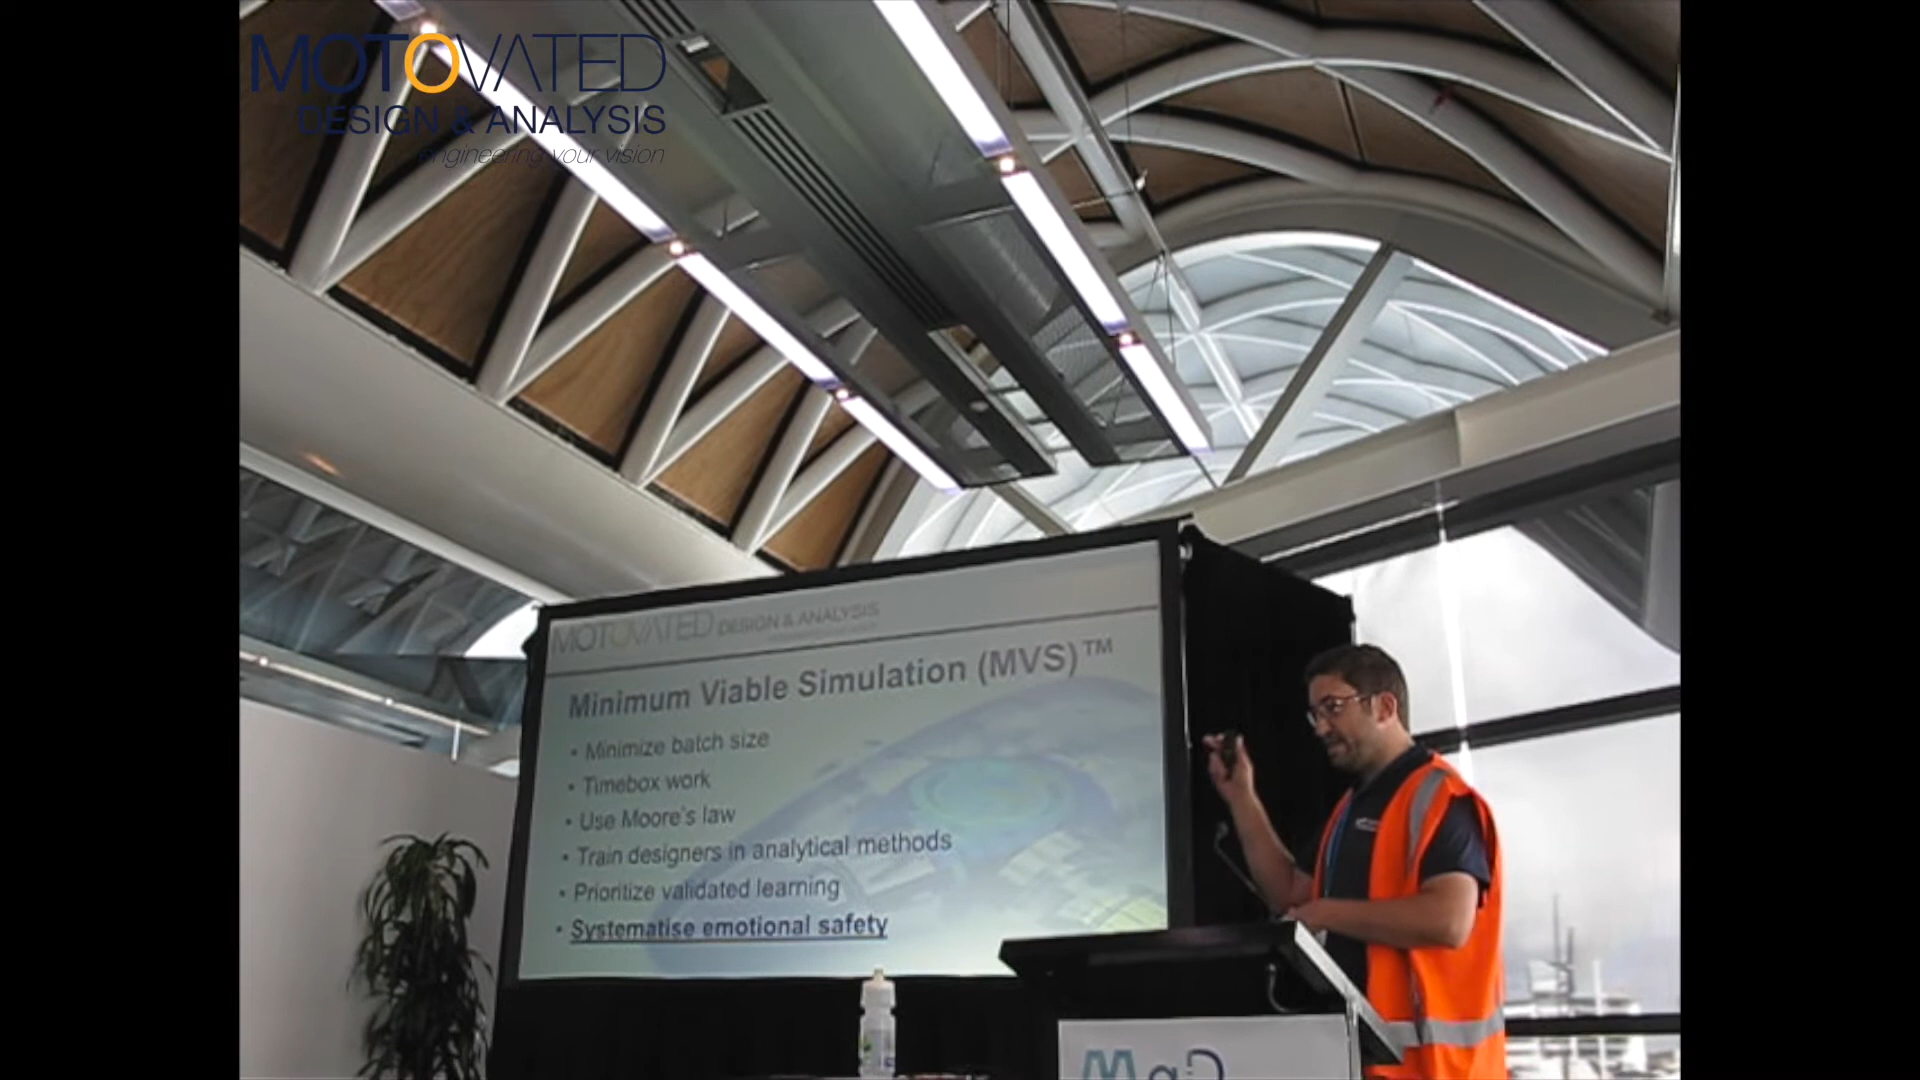 MOTOVATED
DESIGN & ANALYSIS
engineering your vision
MOTOVATED DESIGN & ANALYSIS
Minimum Viable Simulation (MVS)™
• Minimize batch size
• Timebox work
• Use Moore's law
• Train designers in analytical methods
• Prioritize validated learning
• Systematise emotional safety